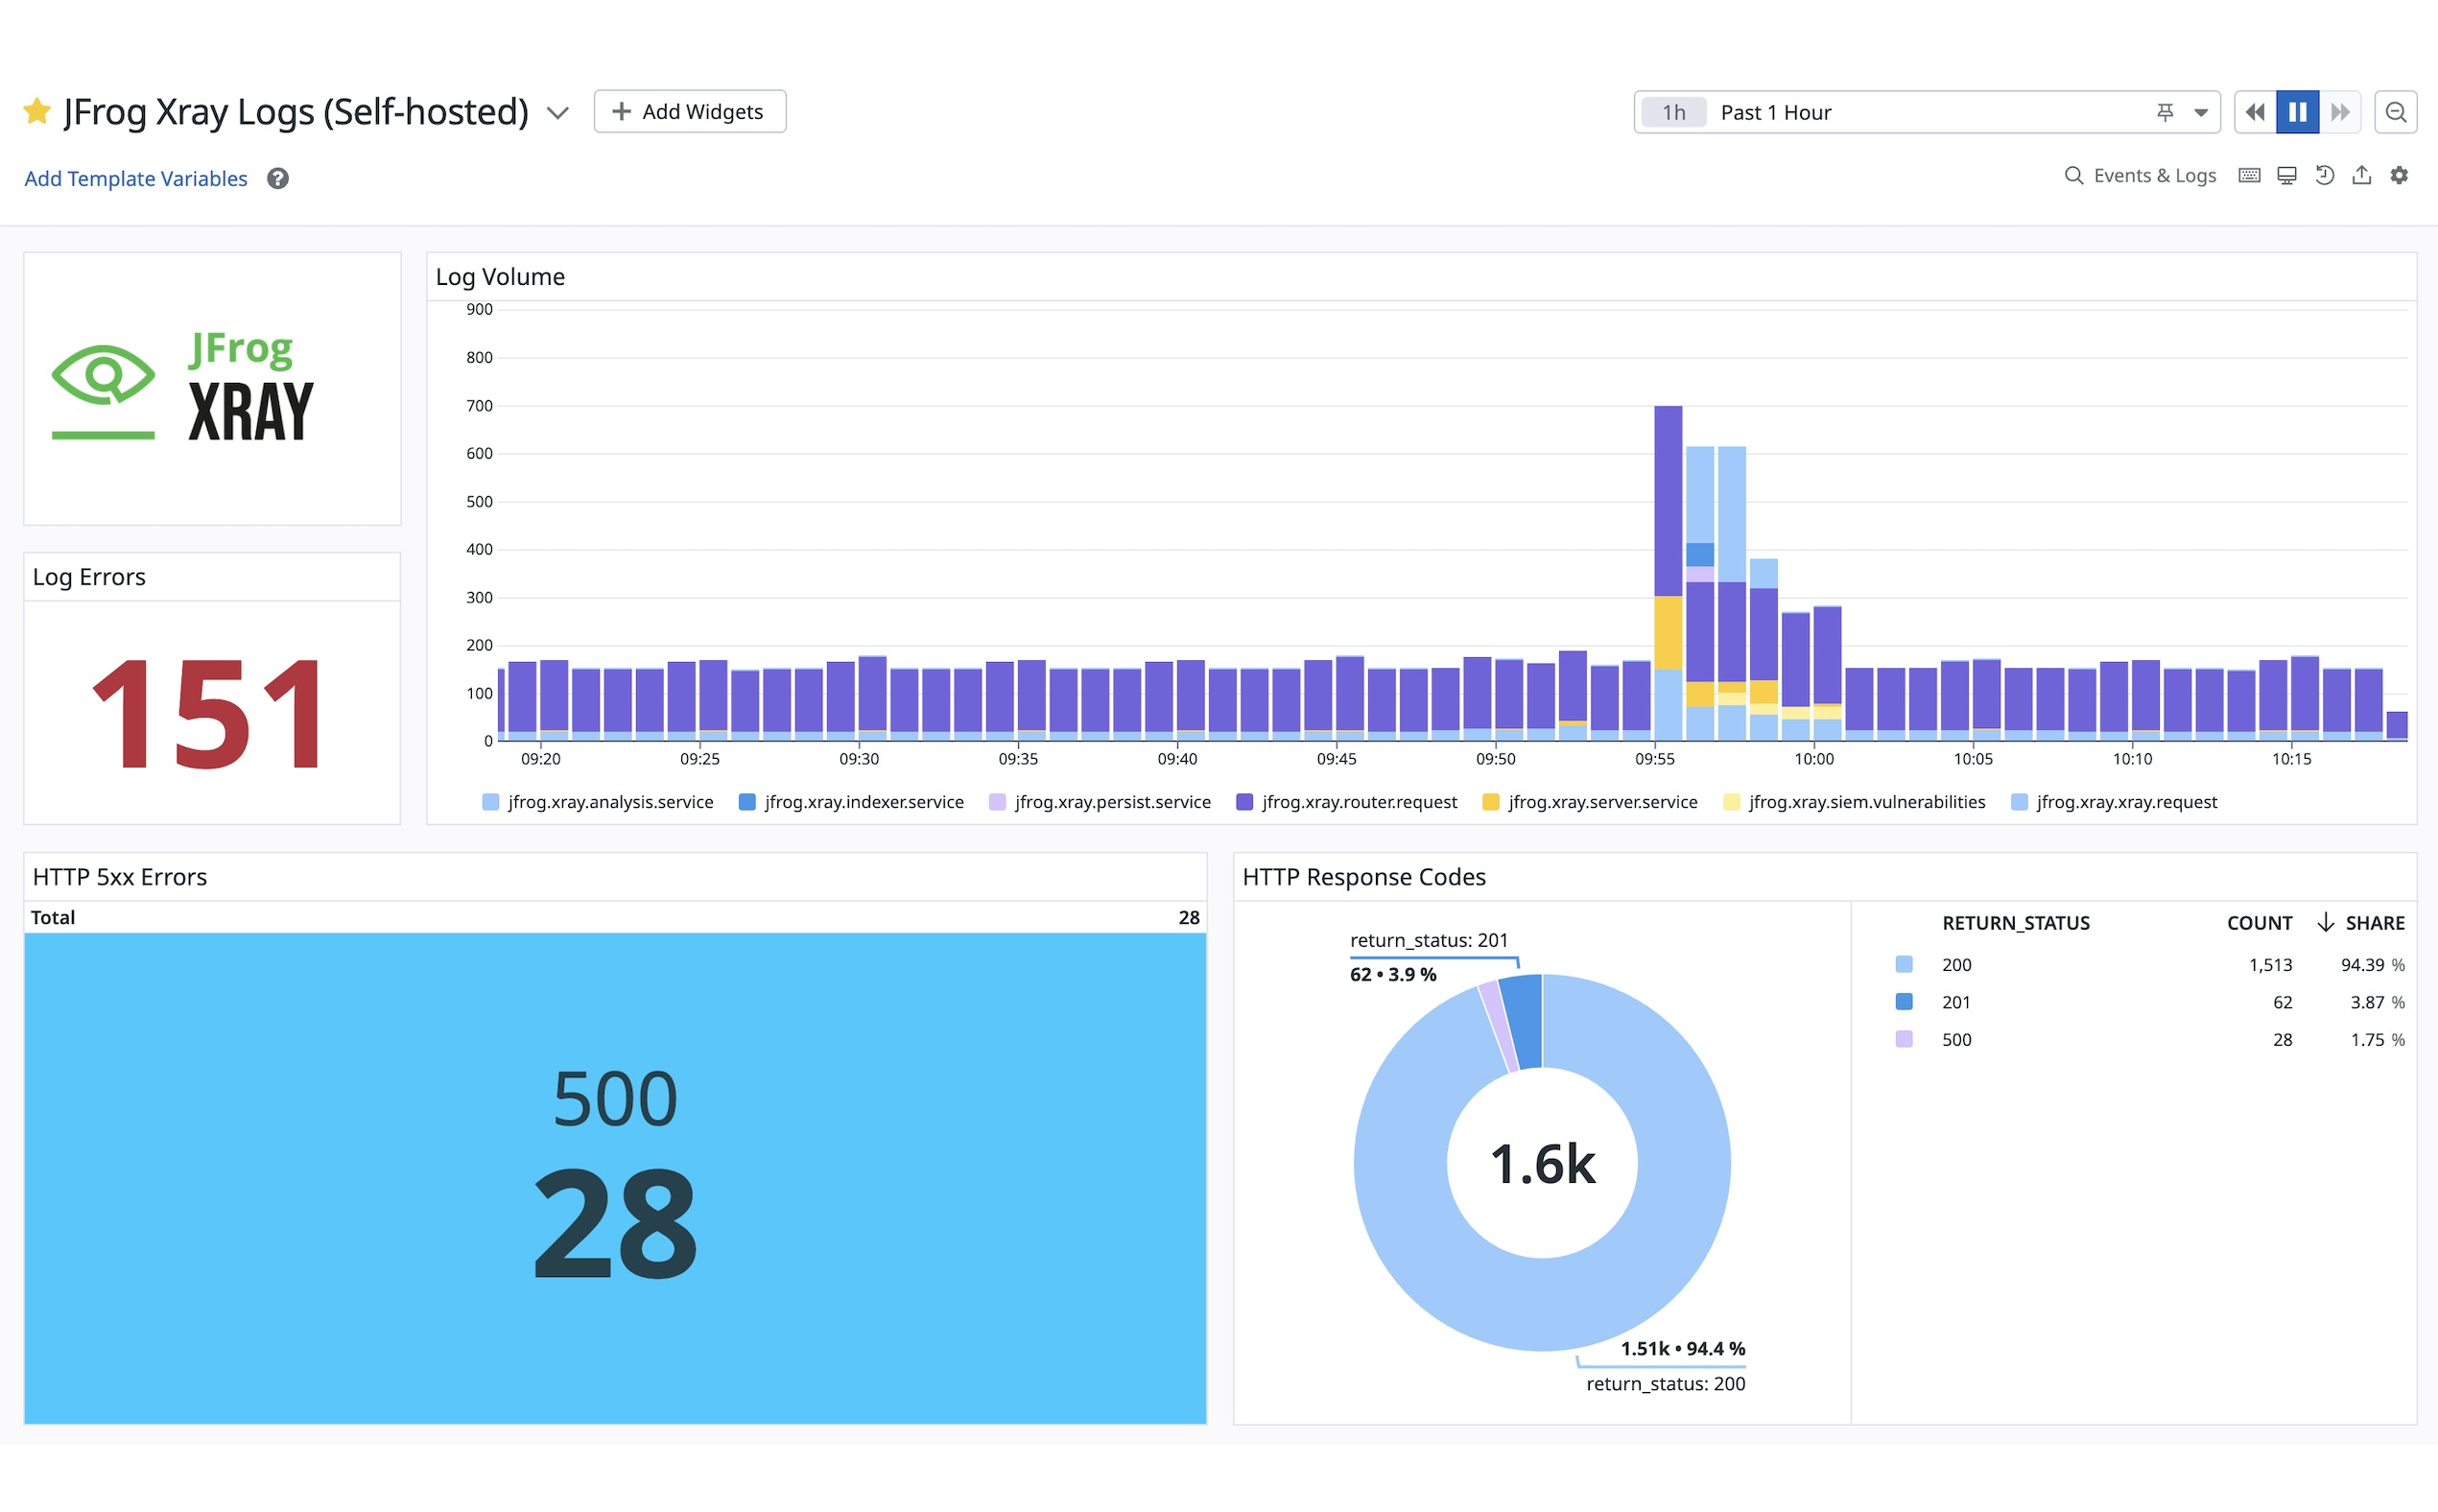 JFrog Xray Logs (Self-hosted)
Add Widgets
1h Past 1 Hour
Add Template Variables
?
Events & Logs
JFrog
XRAY
Log Volume
900
800
700
600
500
400
300
200
100
0
09:20 09:25 09:30 09:35 09:40 09:45 09:50 09:55 10:00 10:05 10:10 10:15
jfrog.xray.analysis.service jfrog.xray.indexer.service jfrog.xray.persist.service jfrog.xray.router.request jfrog.xray.server.service jfrog.xray.siem.vulnerabilities jfrog.xray.xray.request
Log Errors
151
HTTP 5xx Errors
Total 28
500
28
HTTP Response Codes
return_status: 201
62 • 3.9 %
1.6k
1.51k • 94.4 %
return_status: 200
RETURN_STATUS COUNT SHARE
200 1,513 94.39 %
201 62 3.87 %
500 28 1.75 %